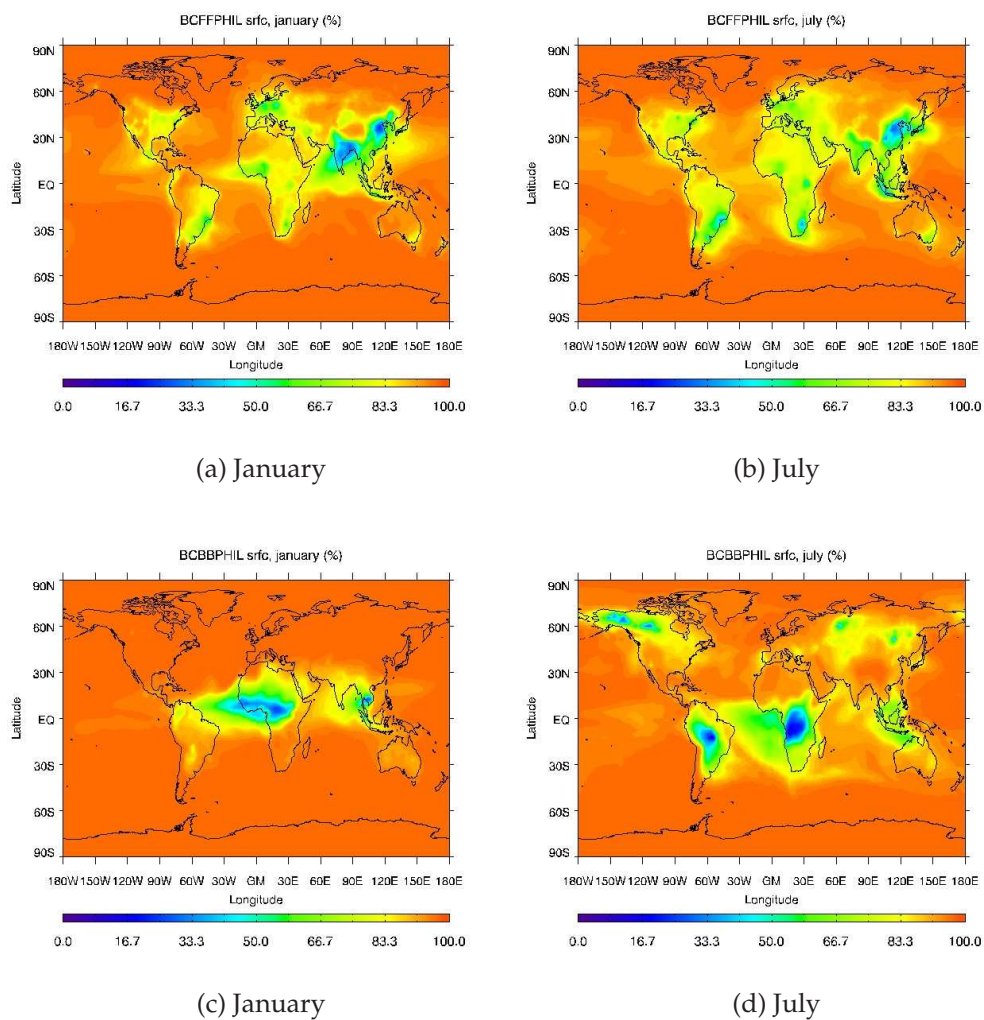 BCFFPHIL srfc, january (%)
90N
60N
30N
EQ
30S
60S
90S
Latitude
180W 150W 120W 90W 60W 30W GM 30E 60E 90E 120E 150E 180E
Longitude
0.0 16.7 33.3 50.0 66.7 83.3 100.0
(a) January
BCFFPHIL srfc, july (%)
90N
60N
30N
EQ
30S
60S
90S
Latitude
180W 150W 120W 90W 60W 30W GM 30E 60E 90E 120E 150E 180E
Longitude
0.0 16.7 33.3 50.0 66.7 83.3 100.0
(b) July
BCBBPHIL srfc, january (%)
90N
60N
30N
EQ
30S
60S
90S
Latitude
180W 150W 120W 90W 60W 30W GM 30E 60E 90E 120E 150E 180E
Longitude
0.0 16.7 33.3 50.0 66.7 83.3 100.0
(c) January
BCBBPHIL srfc, july (%)
90N
60N
30N
EQ
30S
60S
90S
Latitude
180W 150W 120W 90W 60W 30W GM 30E 60E 90E 120E 150E 180E
Longitude
0.0 16.7 33.3 50.0 66.7 83.3 100.0
(d) July